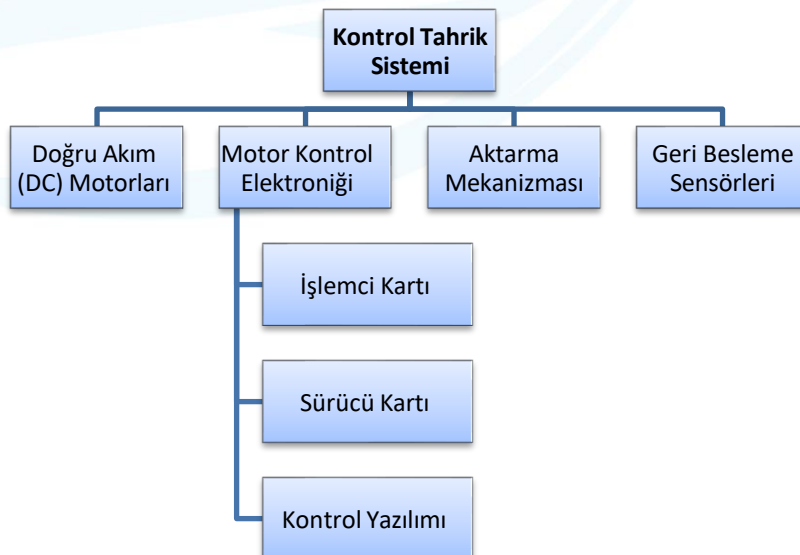 Kontrol Tahrik
Sistemi
Doğru Akım
(DC) Motorları
Motor Kontrol
Elektroniği
Aktarma
Mekanizması
Geri Besleme
Sensörleri
İşlemci Kartı
Sürücü Kartı
Kontrol Yazılımı